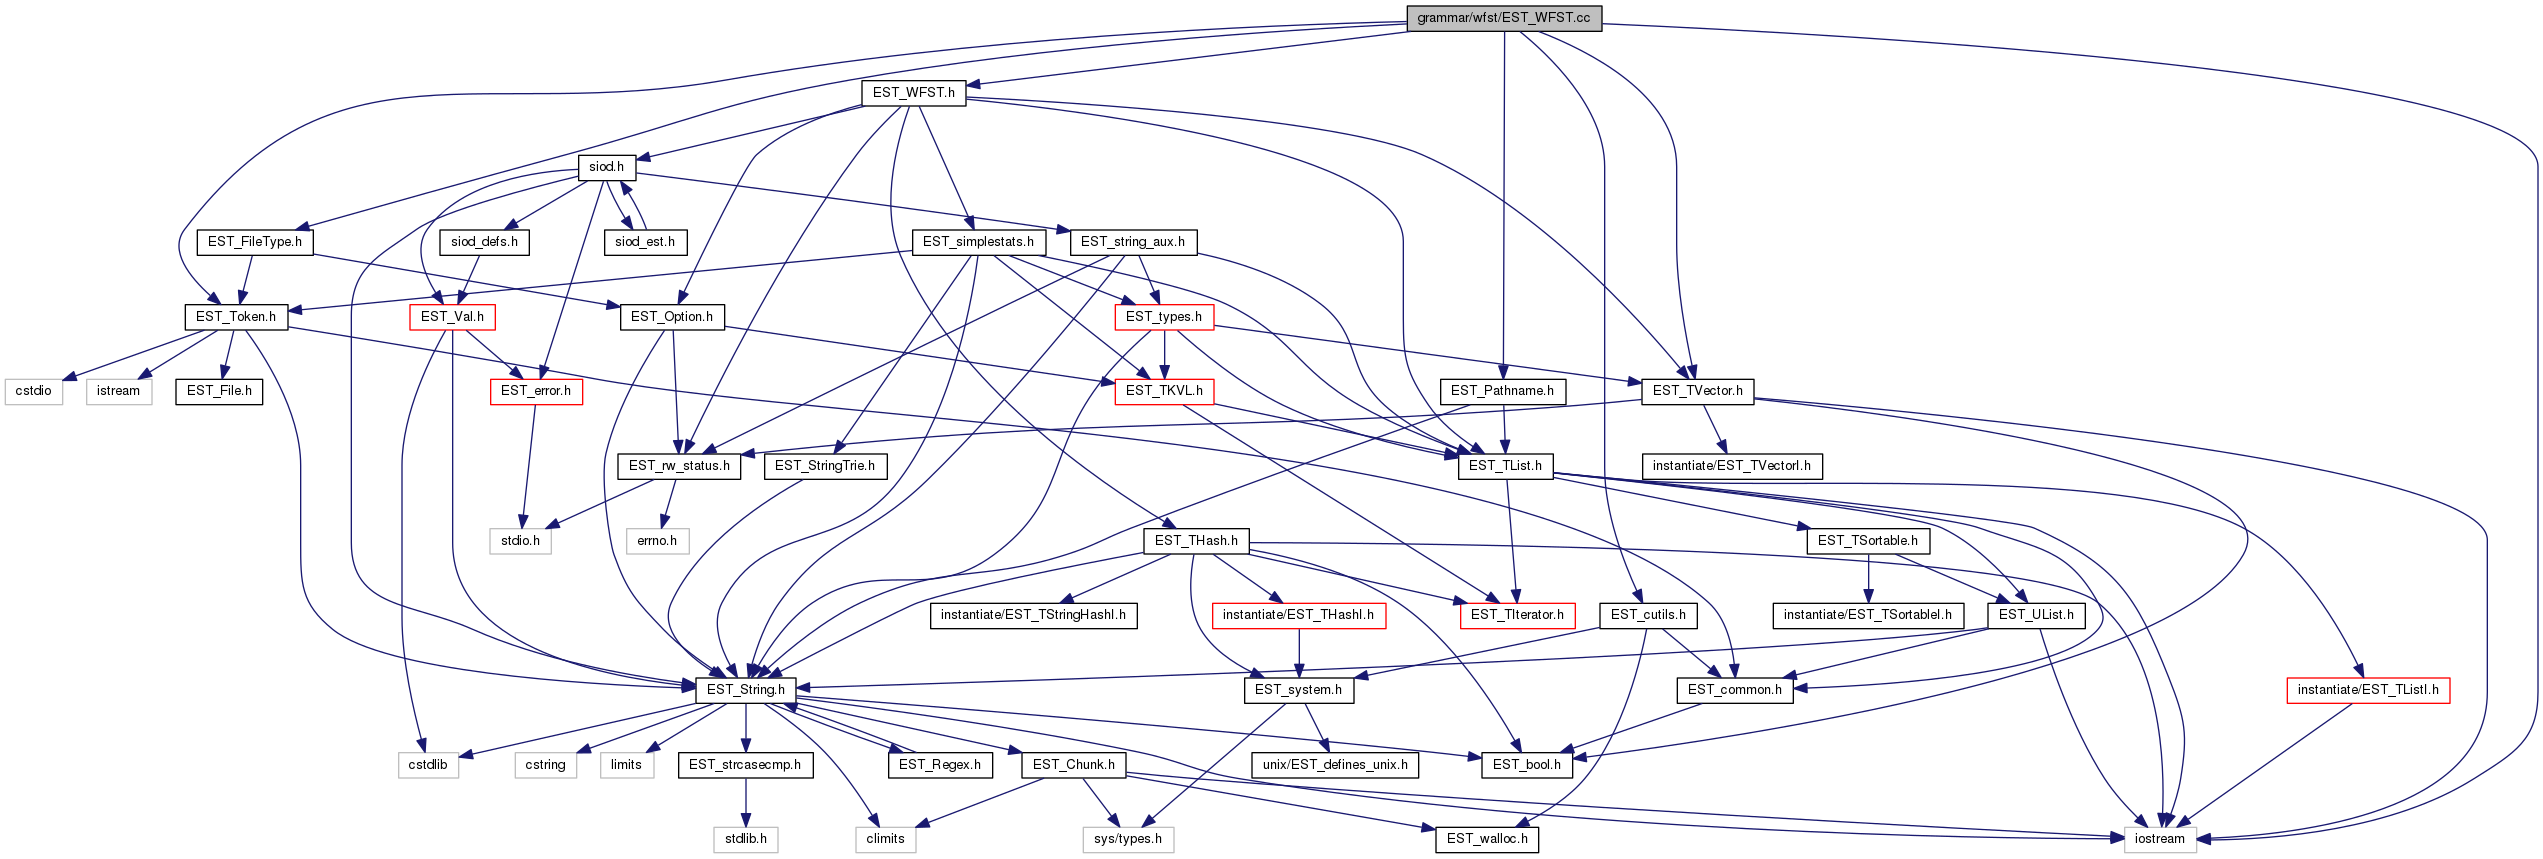 grammar/wfst/EST_WFST.cc
EST_WFST.h
siod.h
EST_FileType.h
siod_defs.h
siod_est.h
EST_simplestats.h
EST_string_aux.h
EST_Token.h
EST_Val.h
EST_Option.h
EST_types.h
cstdio
istream
EST_File.h
EST_error.h
EST_TKVL.h
EST_Pathname.h
EST_TVector.h
EST_rw_status.h
EST_StringTrie.h
EST_TList.h
instantiate/EST_TVectorI.h
stdio.h
errno.h
EST_THash.h
EST_TSortable.h
instantiate/EST_TStringHashI.h
instantiate/EST_THashI.h
EST_TIterator.h
EST_cutils.h
instantiate/EST_TSortableI.h
EST_UList.h
EST_String.h
EST_system.h
EST_common.h
instantiate/EST_TListI.h
cstdlib
cstring
limits
EST_strcasecmp.h
EST_Regex.h
EST_Chunk.h
unix/EST_defines_unix.h
EST_bool.h
stdlib.h
climits
sys/types.h
EST_walloc.h
iostream